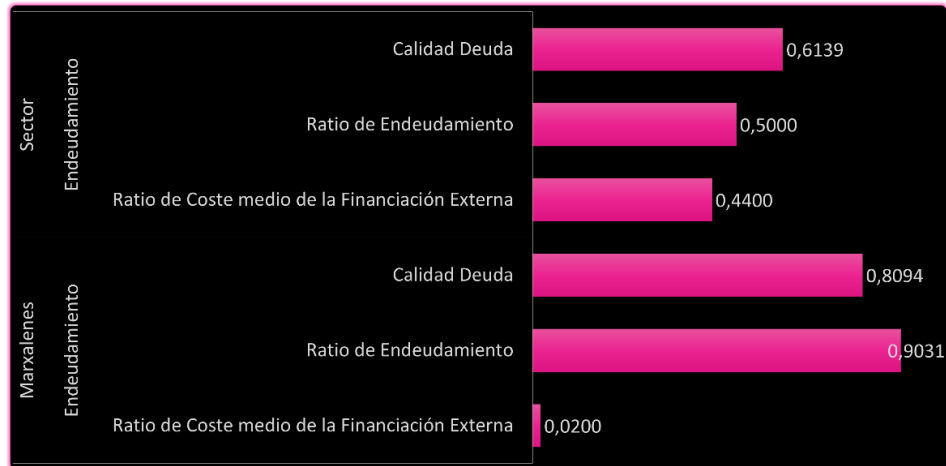 Sector
Endeudamiento
Calidad Deuda
0,6139
Ratio de Endeudamiento
0,5000
Ratio de Coste medio de la Financiación Externa
0,4400
Marxalenes
Endeudamiento
Calidad Deuda
0,8094
Ratio de Endeudamiento
0,9031
Ratio de Coste medio de la Financiación Externa
0,0200